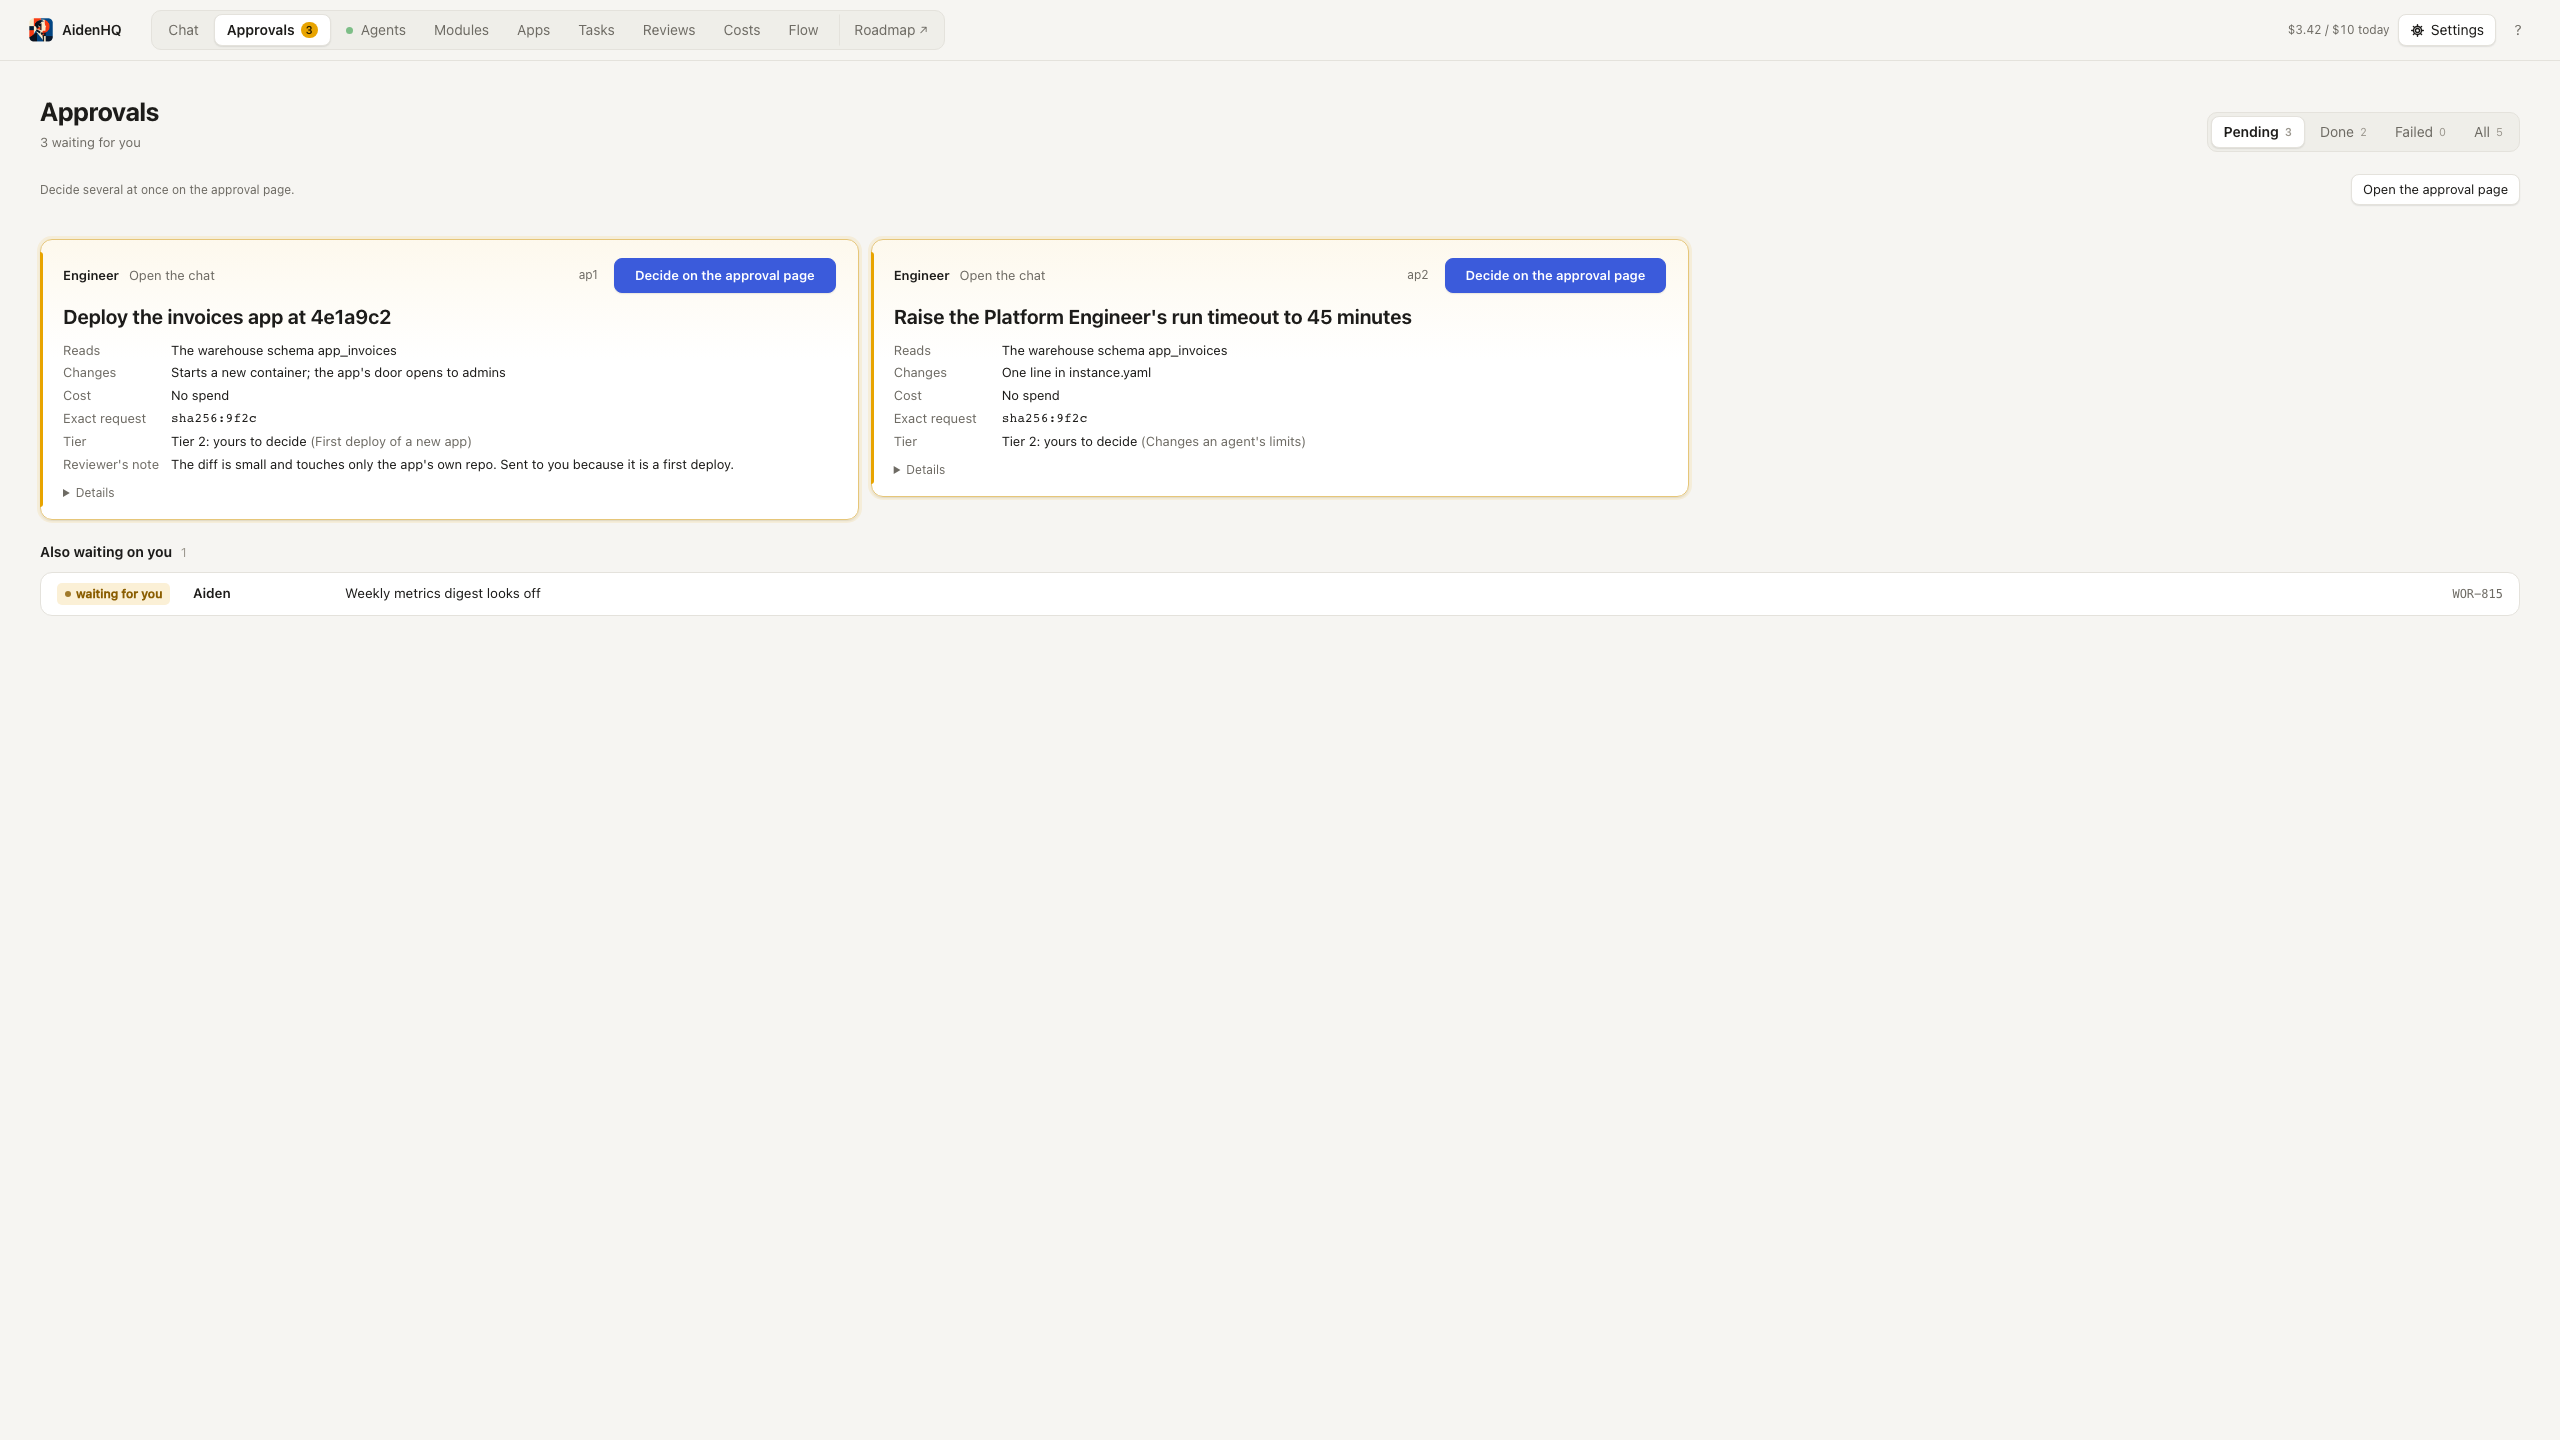 AidenHQ Chat Approvals 3 Agents Modules Apps Tasks Reviews Costs Flow Roadmap ↗ $3.42 / $10 today Settings ?
Approvals
3 waiting for you
Pending 3 Done 2 Failed 0 All 5
Decide several at once on the approval page.
Open the approval page
Engineer Open the chat ap1 Decide on the approval page
Deploy the invoices app at 4e1a9c2
Reads The warehouse schema app_invoices
Changes Starts a new container; the app's door opens to admins
Cost No spend
Exact request sha256:9f2c
Tier Tier 2: yours to decide (First deploy of a new app)
Reviewer's note The diff is small and touches only the app's own repo. Sent to you because it is a first deploy.
Details
Engineer Open the chat ap2 Decide on the approval page
Raise the Platform Engineer's run timeout to 45 minutes
Reads The warehouse schema app_invoices
Changes One line in instance.yaml
Cost No spend
Exact request sha256:9f2c
Tier Tier 2: yours to decide (Changes an agent's limits)
Details
Also waiting on you 1
waiting for you Aiden Weekly metrics digest looks off WOR-815